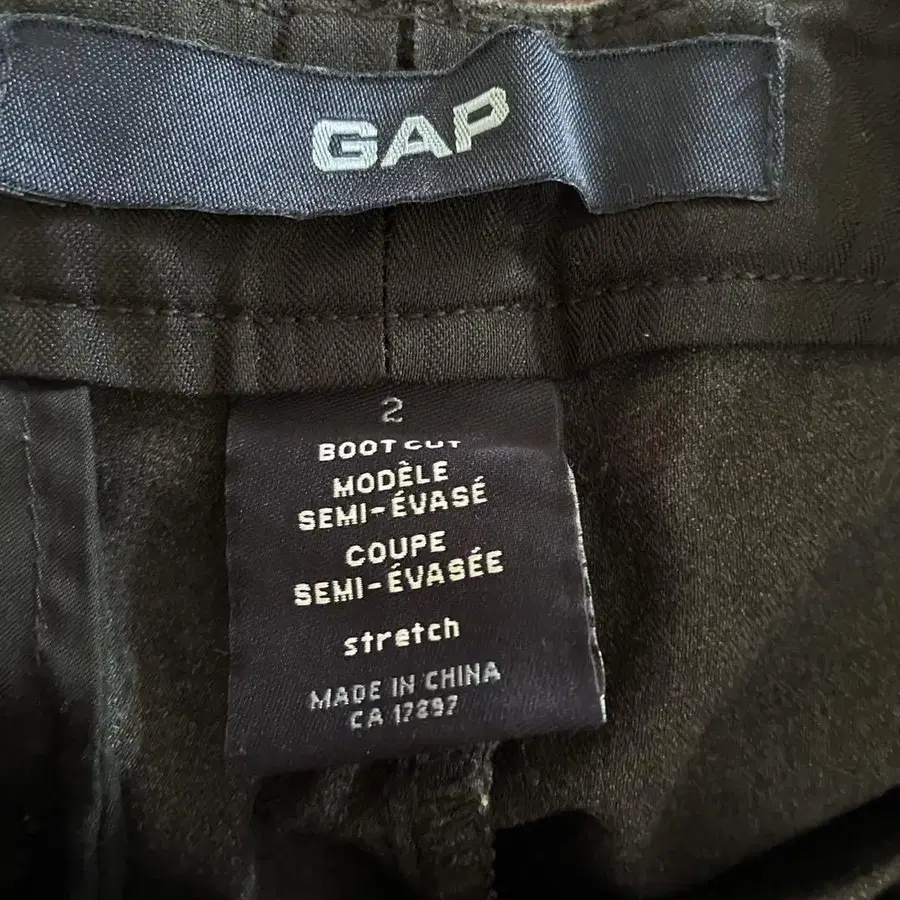 GAP
2
BOOT CUT
MODÈLE
SEMI-ÉVASÉ
COUPE
SEMI-ÉVASÉE
stretch
MADE IN CHINA
CA 17897